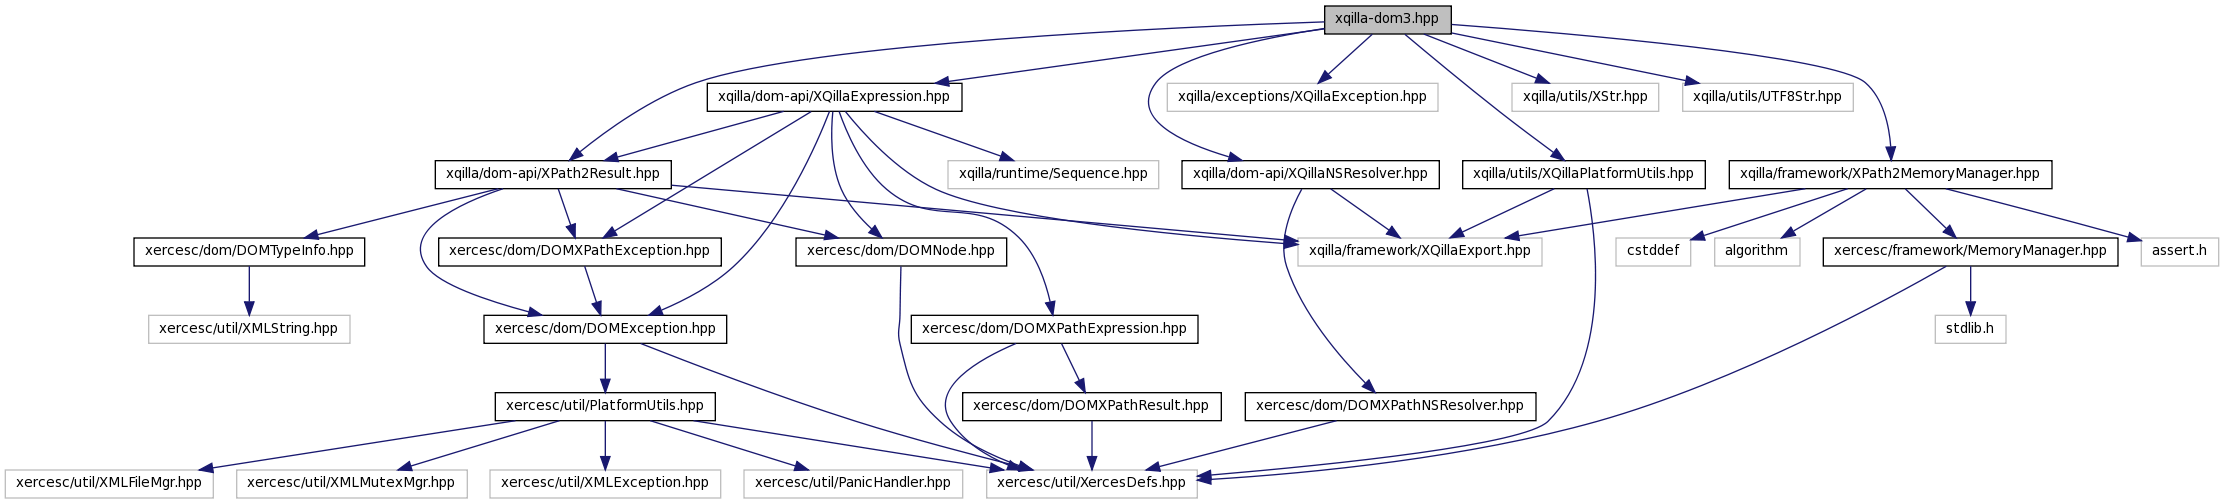 xqilla-dom3.hpp
xqilla/dom-api/XQillaExpression.hpp
xqilla/exceptions/XQillaException.hpp
xqilla/utils/XStr.hpp
xqilla/utils/UTF8Str.hpp
xqilla/dom-api/XPath2Result.hpp
xqilla/runtime/Sequence.hpp
xqilla/dom-api/XQillaNSResolver.hpp
xqilla/utils/XQillaPlatformUtils.hpp
xqilla/framework/XPath2MemoryManager.hpp
xercesc/dom/DOMTypeInfo.hpp
xercesc/dom/DOMXPathException.hpp
xercesc/dom/DOMNode.hpp
xqilla/framework/XQillaExport.hpp
cstddef
algorithm
xercesc/framework/MemoryManager.hpp
assert.h
xercesc/util/XMLString.hpp
xercesc/dom/DOMException.hpp
xercesc/dom/DOMXPathExpression.hpp
stdlib.h
xercesc/util/PlatformUtils.hpp
xercesc/dom/DOMXPathResult.hpp
xercesc/dom/DOMXPathNSResolver.hpp
xercesc/util/XMLFileMgr.hpp
xercesc/util/XMLMutexMgr.hpp
xercesc/util/XMLException.hpp
xercesc/util/PanicHandler.hpp
xercesc/util/XercesDefs.hpp